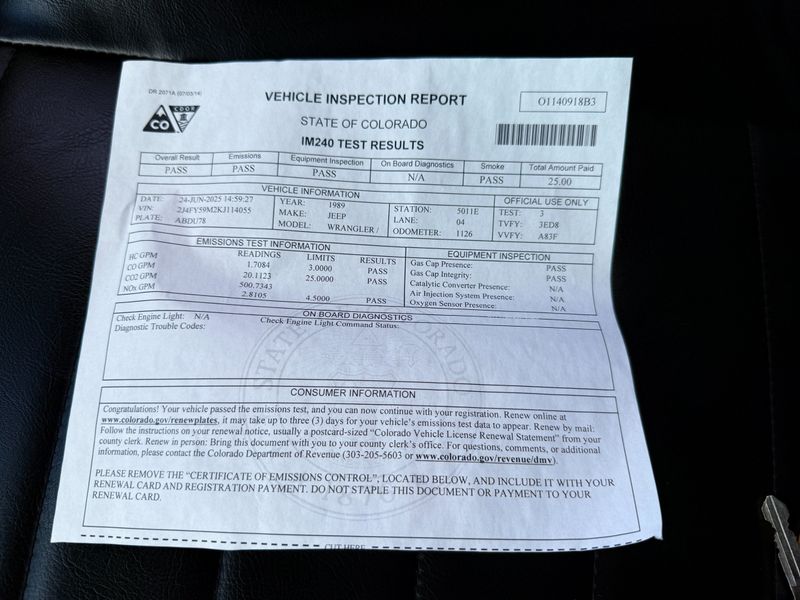 DR 2071A (07/03/14)
VEHICLE INSPECTION REPORT
O1140918B3
CO
CDOR
STATE OF COLORADO
IM240 TEST RESULTS
Overall Result Emissions Equipment Inspection On Board Diagnostics Smoke Total Amount Paid
PASS PASS PASS N/A PASS 25.00
VEHICLE INFORMATION OFFICIAL USE ONLY
DATE: 24-JUN-2025 14:59:27 YEAR: 1989 STATION: 5011E TEST: 3
VIN: 2J4FY59M2KJ114055 MAKE: JEEP LANE: 04 TVFY: 3ED8
PLATE: ABDU78 MODEL: WRANGLER / ODOMETER: 1126 VVFY: A83F
EMISSIONS TEST INFORMATION EQUIPMENT INSPECTION
READINGS LIMITS RESULTS
HC GPM 1.7084 3.0000 PASS
CO GPM 20.1123 25.0000 PASS
CO2 GPM 500.7343
NOx GPM 2.8105 4.5000 PASS
Gas Cap Presence: PASS
Gas Cap Integrity: PASS
Catalytic Converter Presence: N/A
Air Injection System Presence: N/A
Oxygen Sensor Presence: N/A
ON BOARD DIAGNOSTICS
Check Engine Light: N/A Check Engine Light Command Status:
Diagnostic Trouble Codes:
CONSUMER INFORMATION
Congratulations! Your vehicle passed the emissions test, and you can now continue with your registration. Renew online at
www.colorado.gov/renewplates, it may take up to three (3) days for your vehicle's emissions test data to appear. Renew by mail:
Follow the instructions on your renewal notice, usually a postcard-sized "Colorado Vehicle License Renewal Statement" from your
county clerk. Renew in person: Bring this document with you to your county clerk's office. For questions, comments, or additional
information, please contact the Colorado Department of Revenue (303-205-5603 or www.colorado.gov/revenue/dmv).
PLEASE REMOVE THE "CERTIFICATE OF EMISSIONS CONTROL", LOCATED BELOW, AND INCLUDE IT WITH YOUR
RENEWAL CARD AND REGISTRATION PAYMENT. DO NOT STAPLE THIS DOCUMENT OR PAYMENT TO YOUR
RENEWAL CARD.
CUT HERE